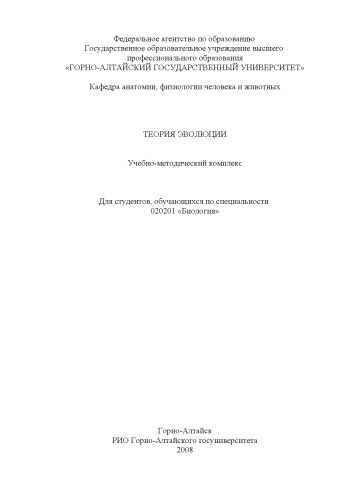 Федеральное агентство по образованию
Государственное образовательное учреждение высшего
профессионального образования
«ГОРНО-АЛТАЙСКИЙ ГОСУДАРСТВЕННЫЙ УНИВЕРСИТЕТ»
Кафедра анатомии, физиологии человека и животных
ТЕОРИЯ ЭВОЛЮЦИИ
Учебно-методический комплекс
Для студентов, обучающихся по специальности
020201 «Биология»
Горно-Алтайск
РИО Горно-Алтайского госуниверситета
2008